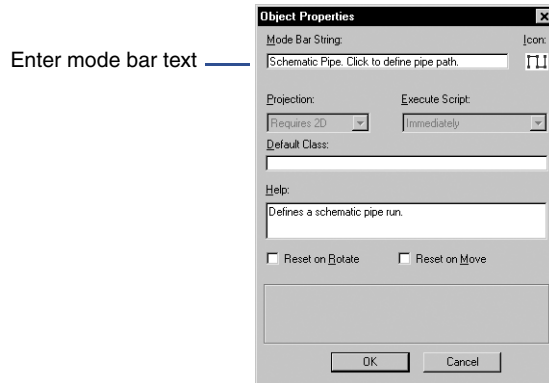 Object Properties
Mode Bar String:
Icon:
Enter mode bar text
Schematic Pipe. Click to define pipe path.
Projection:
Execute Script:
Requires 2D
Immediately
Default Class:
Help:
Defines a schematic pipe run.
Reset on Rotate
Reset on Move
OK
Cancel